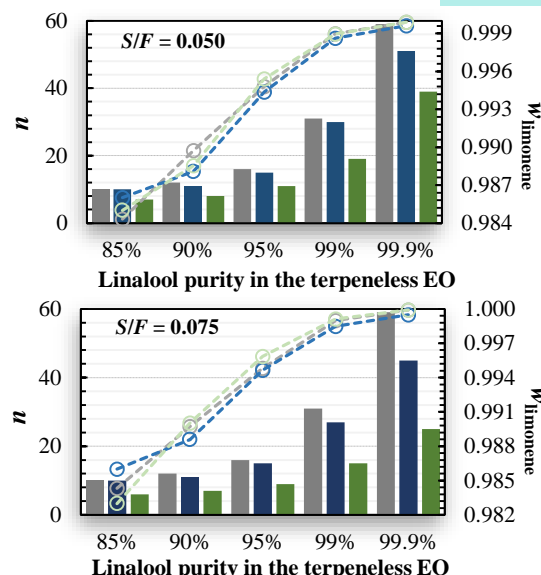 S/F = 0.050
60
40
20
0
n
0.999
0.996
0.993
0.990
0.987
0.984
wlimonene
85% 90% 95% 99% 99.9%
Linalool purity in the terpeneless EO
S/F = 0.075
60
40
20
0
n
1.000
0.997
0.994
0.991
0.988
0.985
0.982
wlimonene
85% 90% 95% 99% 99.9%
Linalool purity in the terpeneless EO